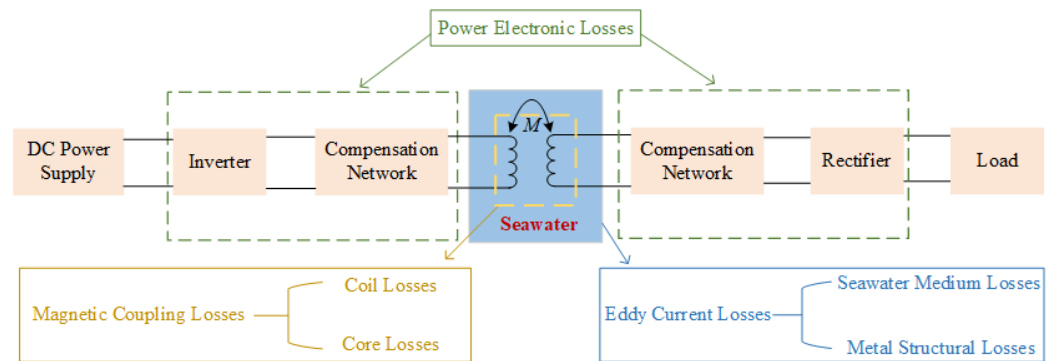 Power Electronic Losses
DC Power
Supply
Inverter
Compensation
Network
M
Seawater
Compensation
Network
Rectifier
Load
Magnetic Coupling Losses
Coil Losses
Core Losses
Eddy Current Losses
Seawater Medium Losses
Metal Structural Losses